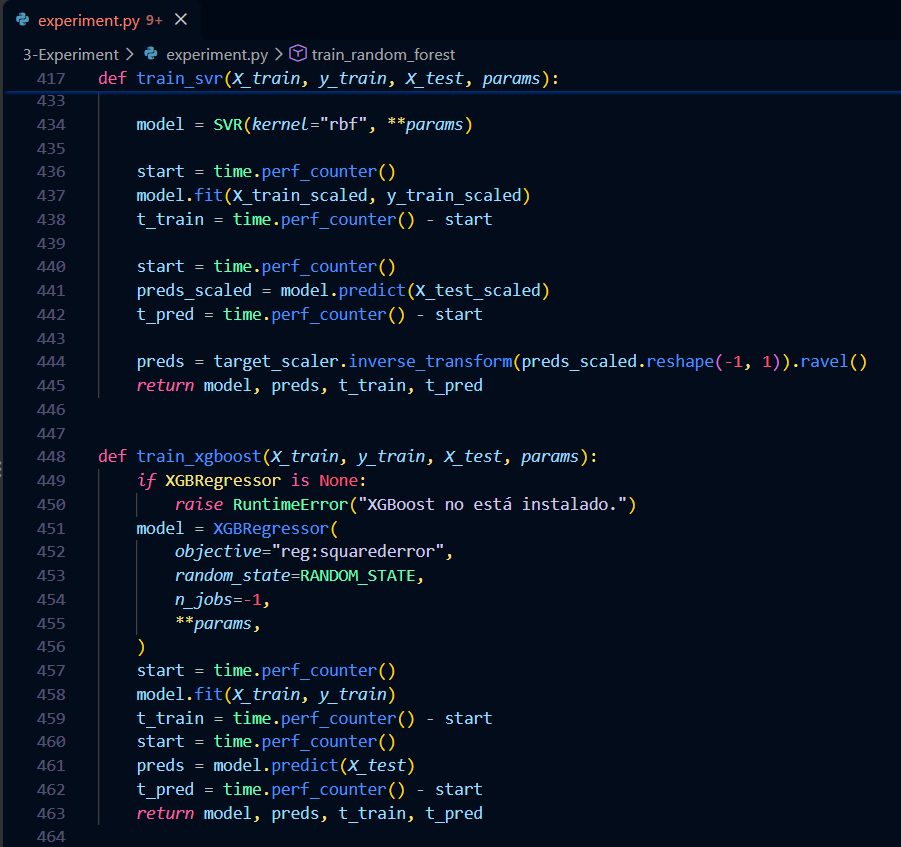 experiment.py 9+ ×
3-Experiment > experiment.py > train_random_forest
417 def train_svr(X_train, y_train, X_test, params):
433
434     model = SVR(kernel="rbf", **params)
435
436     start = time.perf_counter()
437     model.fit(X_train_scaled, y_train_scaled)
438     t_train = time.perf_counter() - start
439
440     start = time.perf_counter()
441     preds_scaled = model.predict(X_test_scaled)
442     t_pred = time.perf_counter() - start
443
444     preds = target_scaler.inverse_transform(preds_scaled.reshape(-1, 1)).ravel()
445     return model, preds, t_train, t_pred
446
447
448 def train_xgboost(X_train, y_train, X_test, params):
449     if XGBRegressor is None:
450         raise RuntimeError("XGBoost no está instalado.")
451     model = XGBRegressor(
452         objective="reg:squarederror",
453         random_state=RANDOM_STATE,
454         n_jobs=-1,
455         **params,
456     )
457     start = time.perf_counter()
458     model.fit(X_train, y_train)
459     t_train = time.perf_counter() - start
460     start = time.perf_counter()
461     preds = model.predict(X_test)
462     t_pred = time.perf_counter() - start
463     return model, preds, t_train, t_pred
464